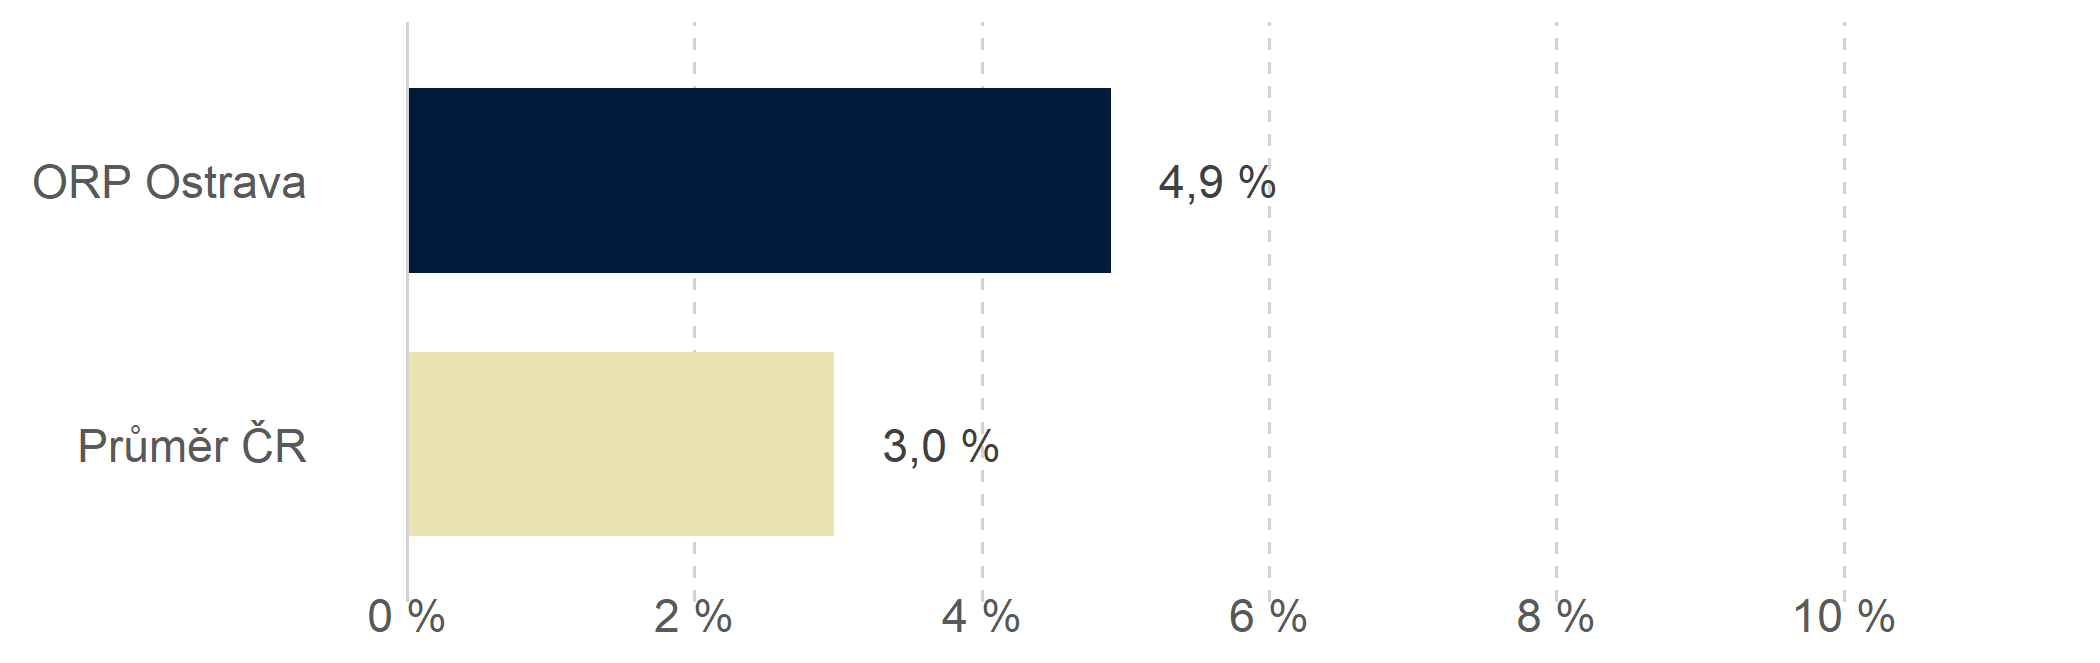 ORP Ostrava
4,9 %
Průměr ČR
3,0 %
0 % 2 % 4 % 6 % 8 % 10 %